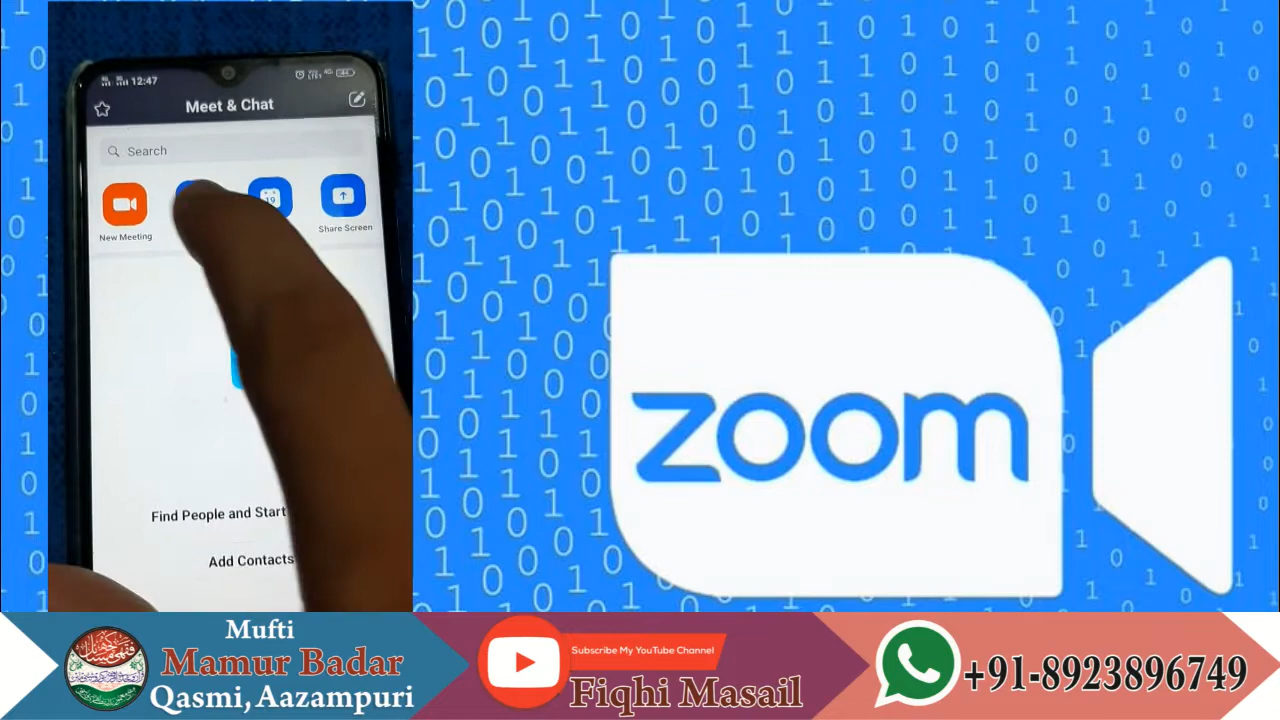 12:47
Meet & Chat
Search
19
New Meeting
Share Screen
Find People and Start
Add Contacts
zoom
Mufti
Mamur Badar
Qasmi, Aazampuri
Subscribe My YouTube Channel
Fiqhi Masail
+91-8923896749